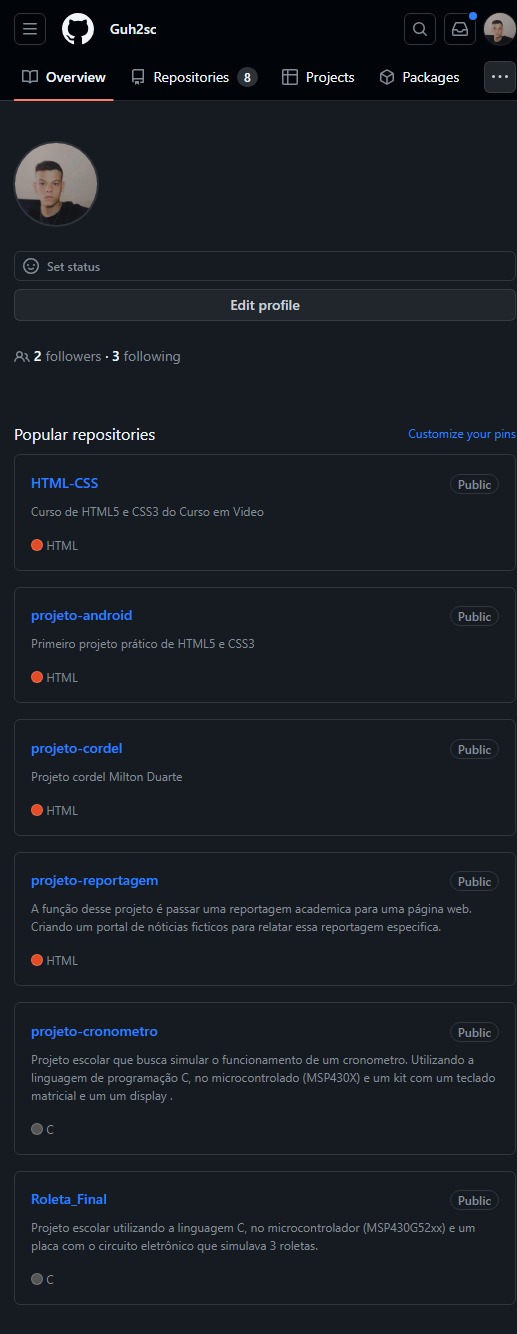 Guh2sc
Overview Repositories 8 Projects Packages
Set status
Edit profile
2 followers · 3 following
Popular repositories Customize your pins
HTML-CSS Public
Curso de HTML5 e CSS3 do Curso em Video
HTML
projeto-android Public
Primeiro projeto prático de HTML5 e CSS3
HTML
projeto-cordel Public
Projeto cordel Milton Duarte
HTML
projeto-reportagem Public
A função desse projeto é passar uma reportagem academica para uma página web.
Criando um portal de nóticias ficticos para relatar essa reportagem especifica.
HTML
projeto-cronometro Public
Projeto escolar que busca simular o funcionamento de um cronometro. Utilizando a
linguagem de programação C, no microcontrolado (MSP430X) e um kit com um teclado
matricial e um um display .
C
Roleta_Final Public
Projeto escolar utilizando a linguagem C, no microcontrolador (MSP430G52xx) e um
placa com o circuito eletrônico que simulava 3 roletas.
C